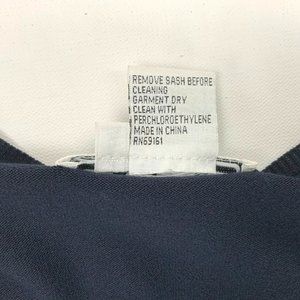 REMOVE SASH BEFORE
CLEANING
GARMENT DRY
CLEAN WITH
PERCHLOROETHYLENE
MADE IN CHINA
RN69161